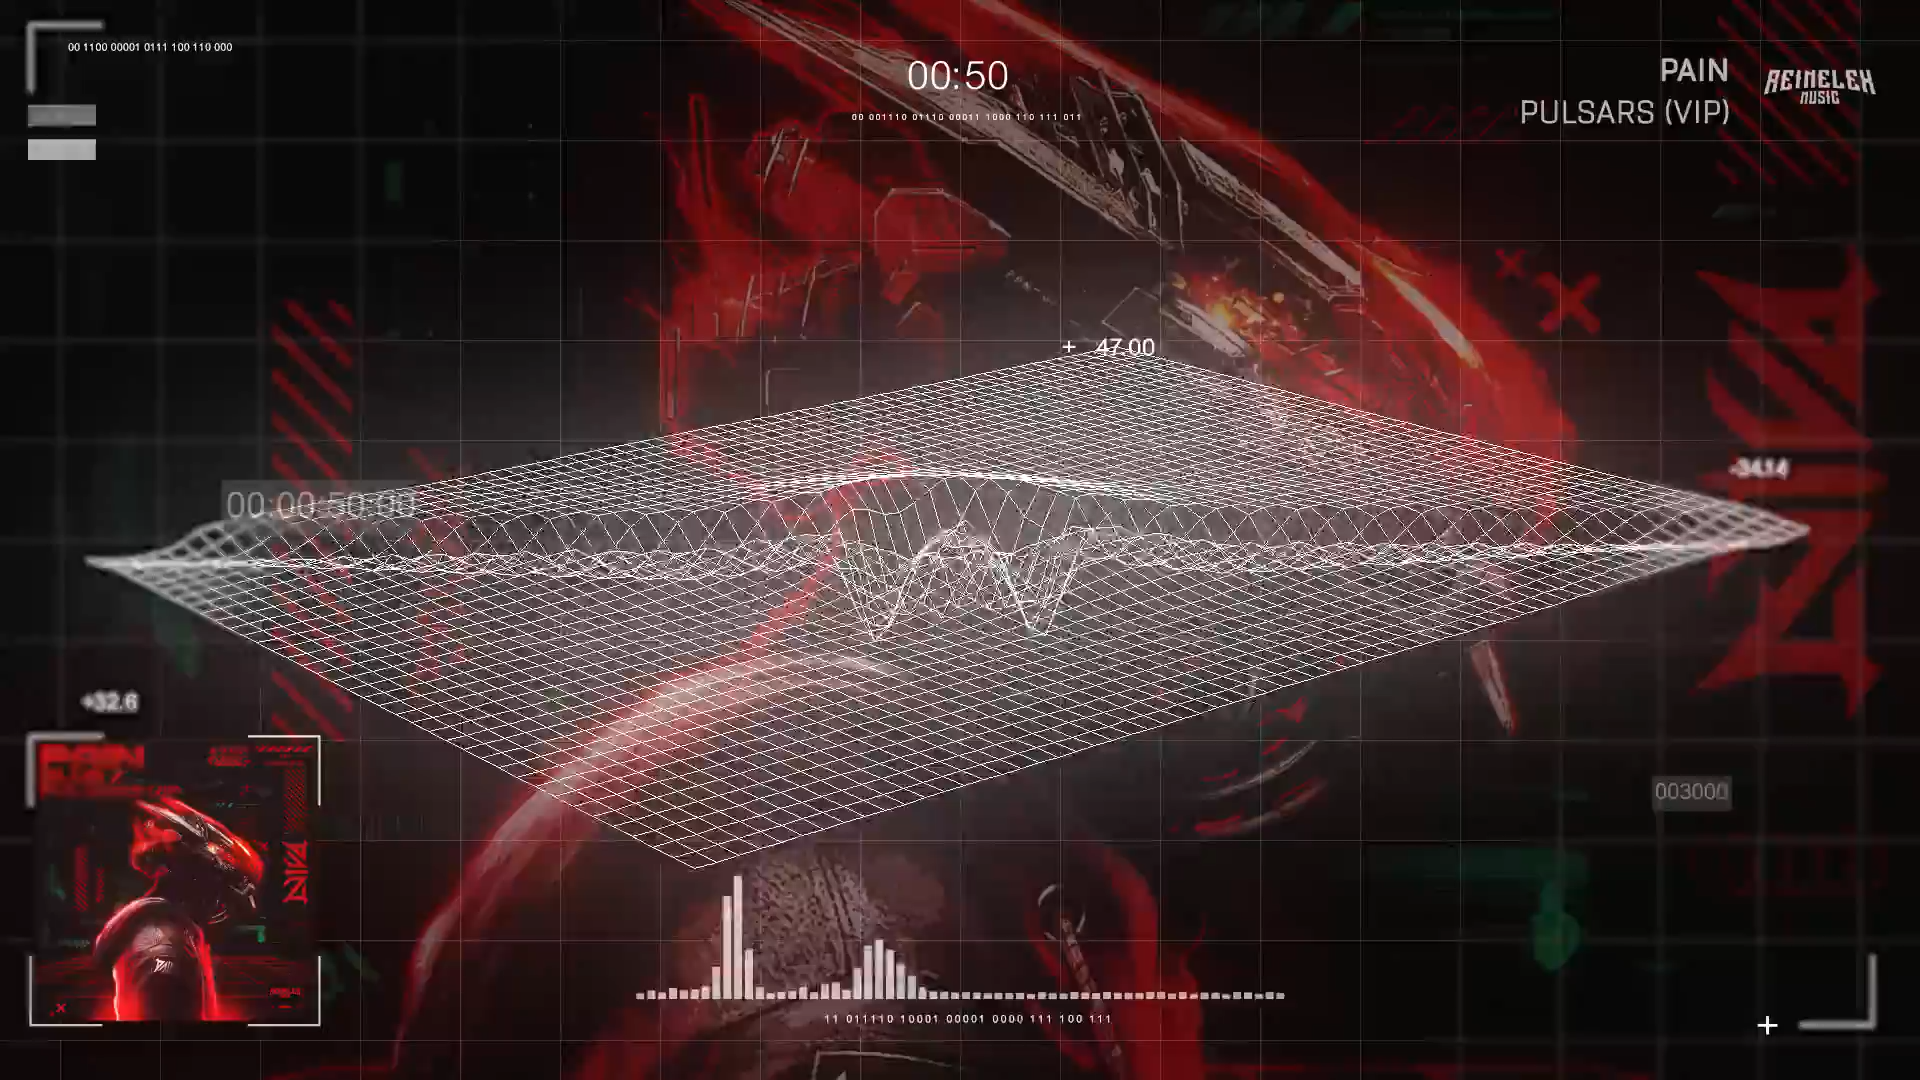 00 1100 00001 0111 100 110 000
00:50
00 001110 01110 00011 1000 110 111 011
PAIN
PULSARS (VIP)
REIMELEX
MUSIC
+ 47.00
-34.14
00:00:50:00
+32.6
PAIN
003000
11 011110 10001 00001 0000 111 100 111